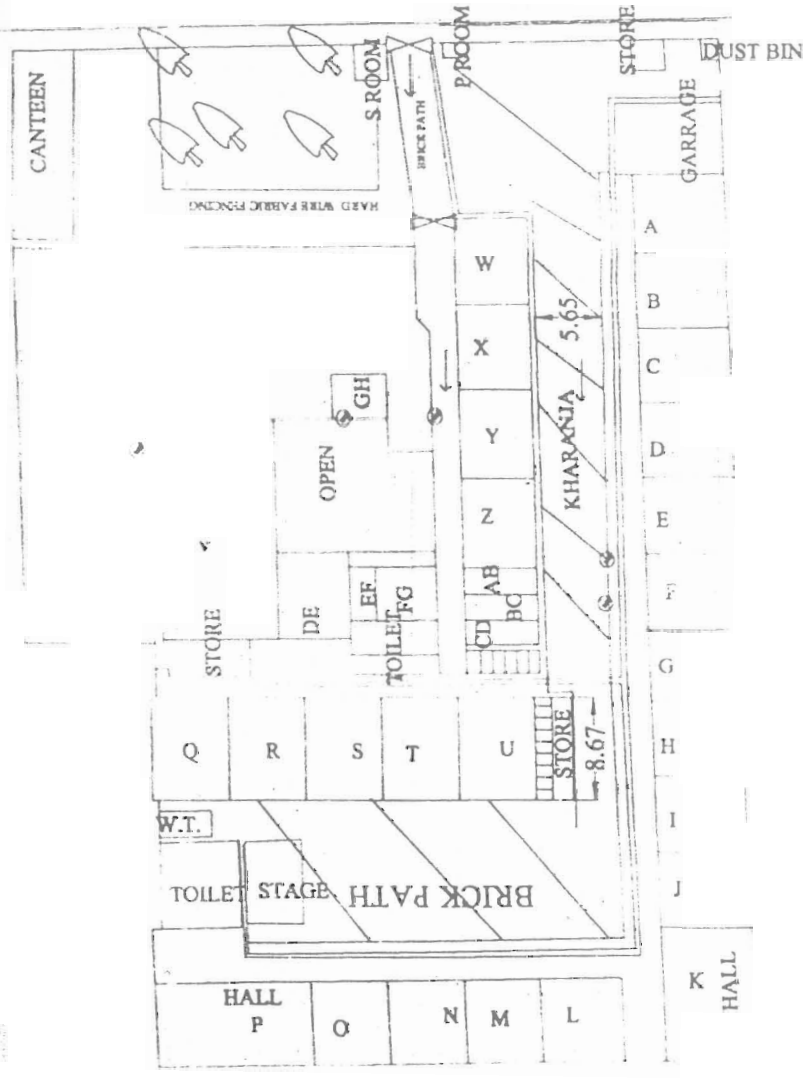 CANTEEN
S ROOM
P ROOM
STORE
DUST BIN
BRICK PATH
GARRAGE
HARD WIRE FABRIC FENCING
A
W
B
5.65
X
C
GH
Y
KHARANJA
D
OPEN
Z
E
AB
EF
FG
BC
F
DE
CD
STORE
TOILET
G
Q
R
S
T
U
STORE
8.67
H
W.T.
I
TOILET
STAGE
BRICK PATH
J
HALL
P
O
N
M
L
K
HALL